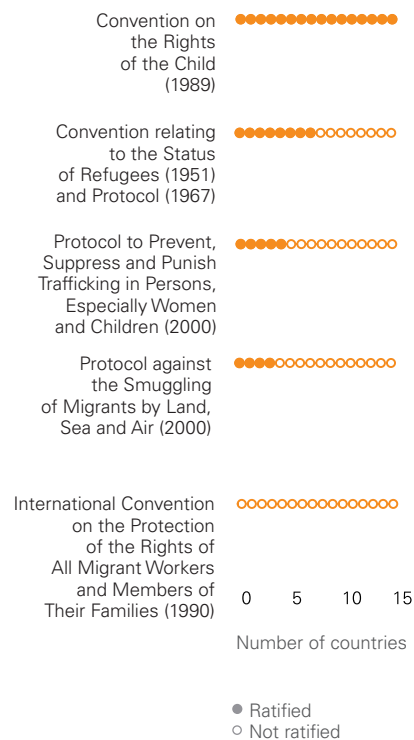 Convention on
the Rights
of the Child
(1989)
Convention relating
to the Status
of Refugees (1951)
and Protocol (1967)
Protocol to Prevent,
Suppress and Punish
Trafficking in Persons,
Especially Women
and Children (2000)
Protocol against
the Smuggling
of Migrants by Land,
Sea and Air (2000)
International Convention
on the Protection
of the Rights of
All Migrant Workers
and Members of
Their Families (1990)
0 5 10 15
Number of countries
Ratified
Not ratified